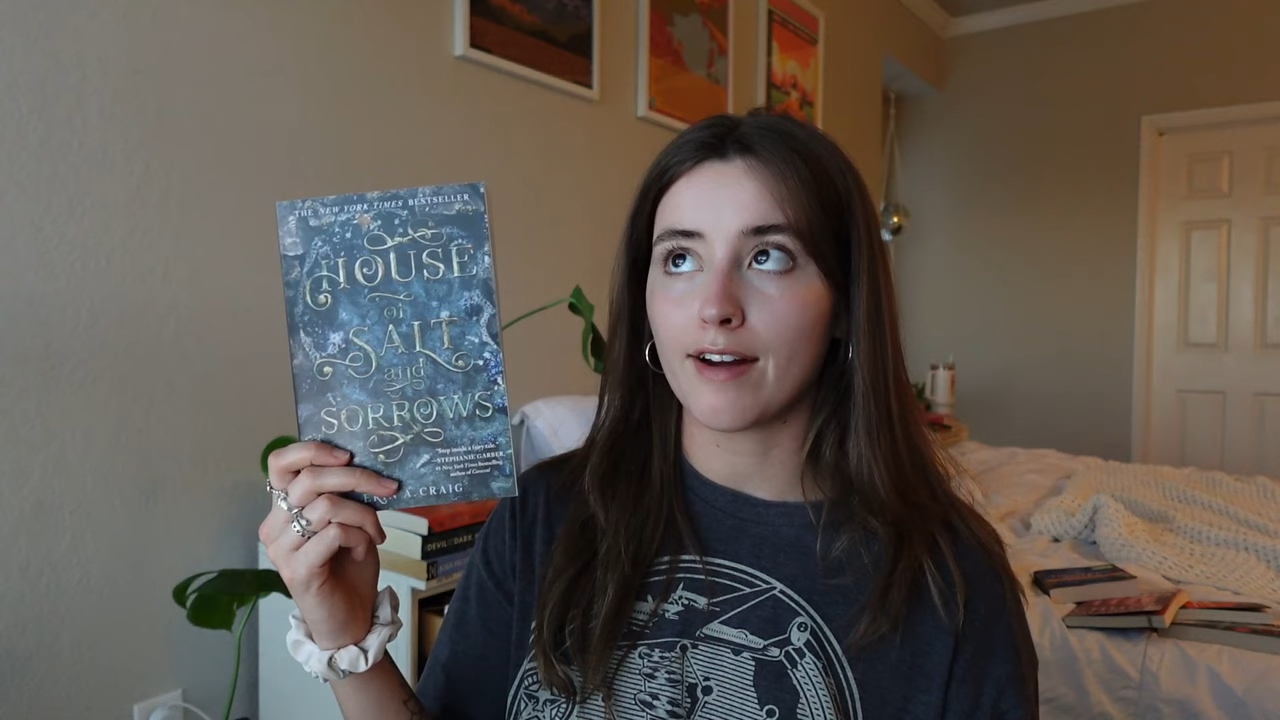 THE NEW YORK TIMES BESTSELLER
HOUSE
of
SALT
and
SORROWS
"Step inside a fairy tale."
—STEPHANIE GARBER,
#1 New York Times bestselling
author of Caraval
A. CRAIG
DEVIL DARK